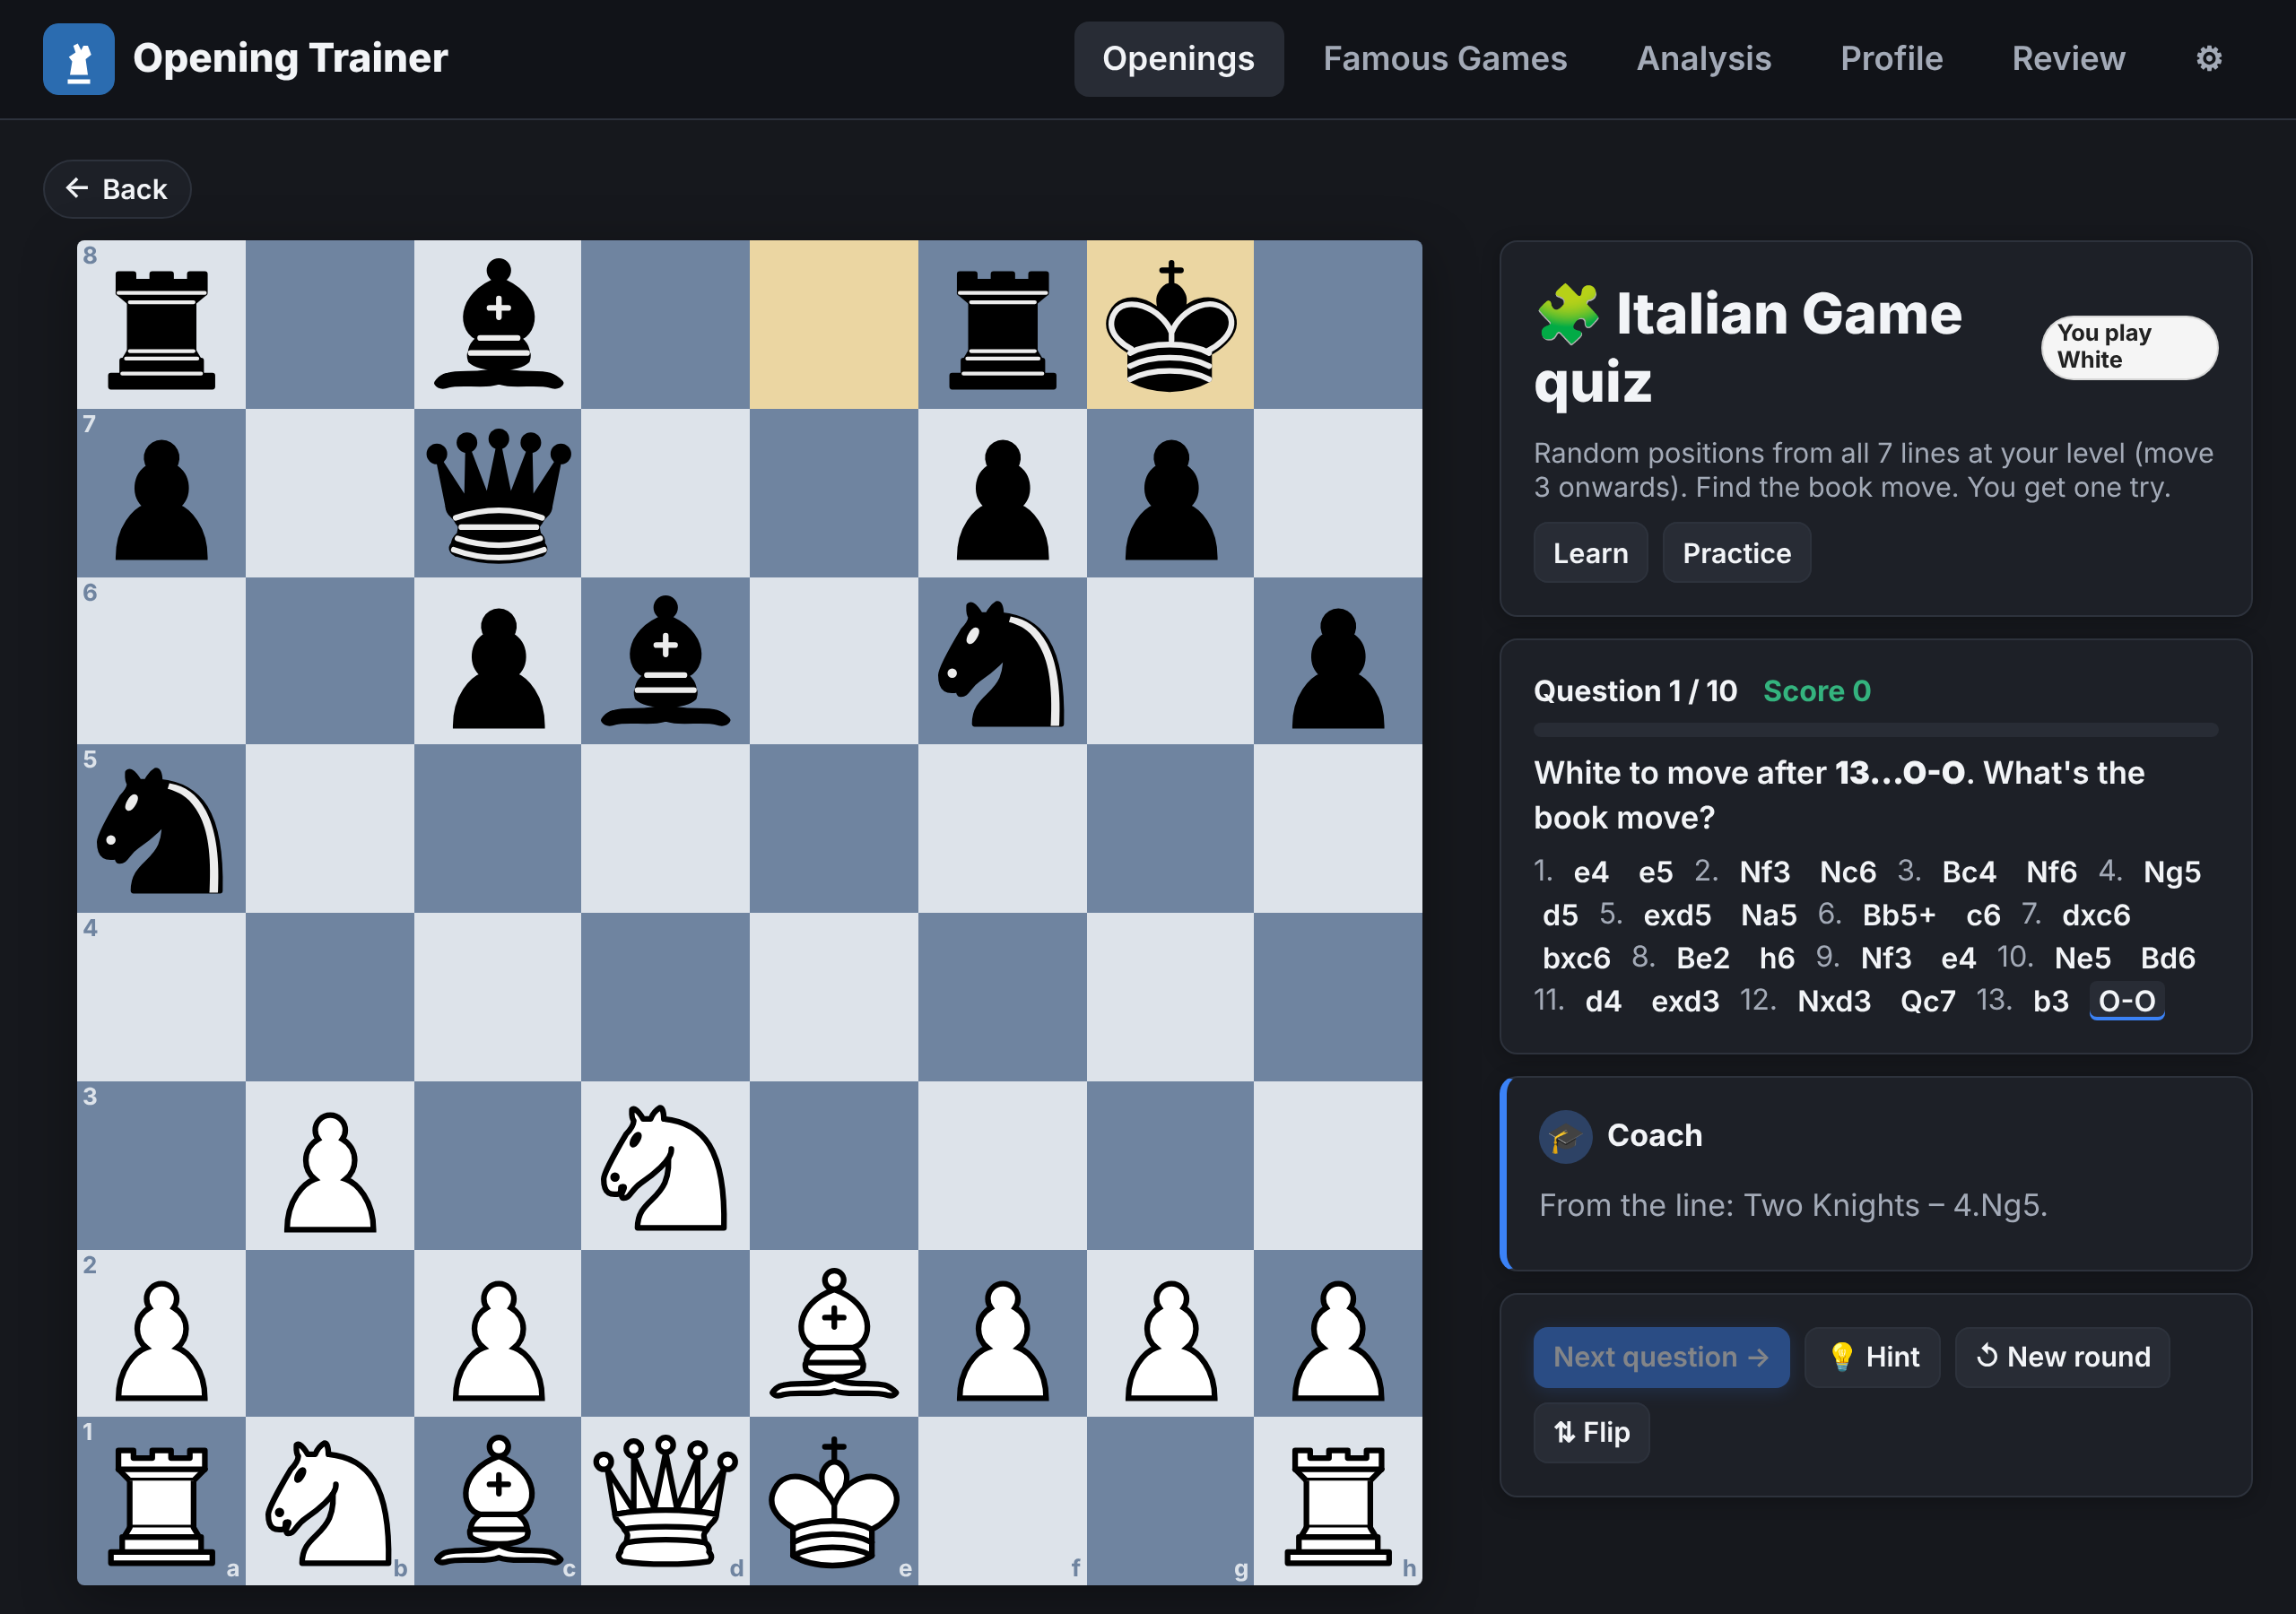 Opening Trainer
Openings
Famous Games
Analysis
Profile
Review
⚙
← Back
8
7
6
5
4
3
2
1
a
b
c
d
e
f
g
h
🧩 Italian Game
quiz
You play
White
Random positions from all 7 lines at your level (move
3 onwards). Find the book move. You get one try.
Learn
Practice
Question 1 / 10 Score 0
White to move after 13...O-O. What's the
book move?
1. e4 e5 2. Nf3 Nc6 3. Bc4 Nf6 4. Ng5
d5 5. exd5 Na5 6. Bb5+ c6 7. dxc6
bxc6 8. Be2 h6 9. Nf3 e4 10. Ne5 Bd6
11. d4 exd3 12. Nxd3 Qc7 13. b3 O-O
🎓 Coach
From the line: Two Knights – 4.Ng5.
Next question →
💡 Hint
↺ New round
⇅ Flip